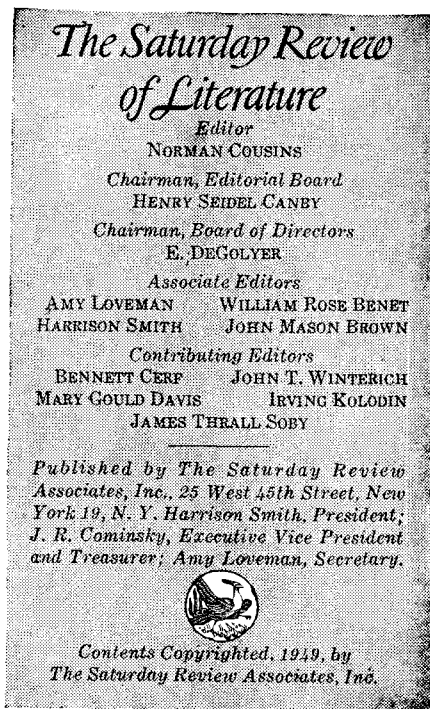 The Saturday Review
of Literature
Editor
NORMAN COUSINS
Chairman, Editorial Board
HENRY SEIDEL CANBY
Chairman, Board of Directors
E. DEGOLYER
Associate Editors
AMY LOVEMAN WILLIAM ROSE BENET
HARRISON SMITH JOHN MASON BROWN
Contributing Editors
BENNETT CERF JOHN T. WINTERICH
MARY GOULD DAVIS IRVING KOLODIN
JAMES THRALL SOBY
Published by The Saturday Review
Associates, Inc., 25 West 45th Street, New
York 19, N. Y. Harrison Smith, President;
J. R. Cominsky, Executive Vice President
and Treasurer; Amy Loveman, Secretary.
Contents Copyrighted, 1949, by
The Saturday Review Associates, Inc.